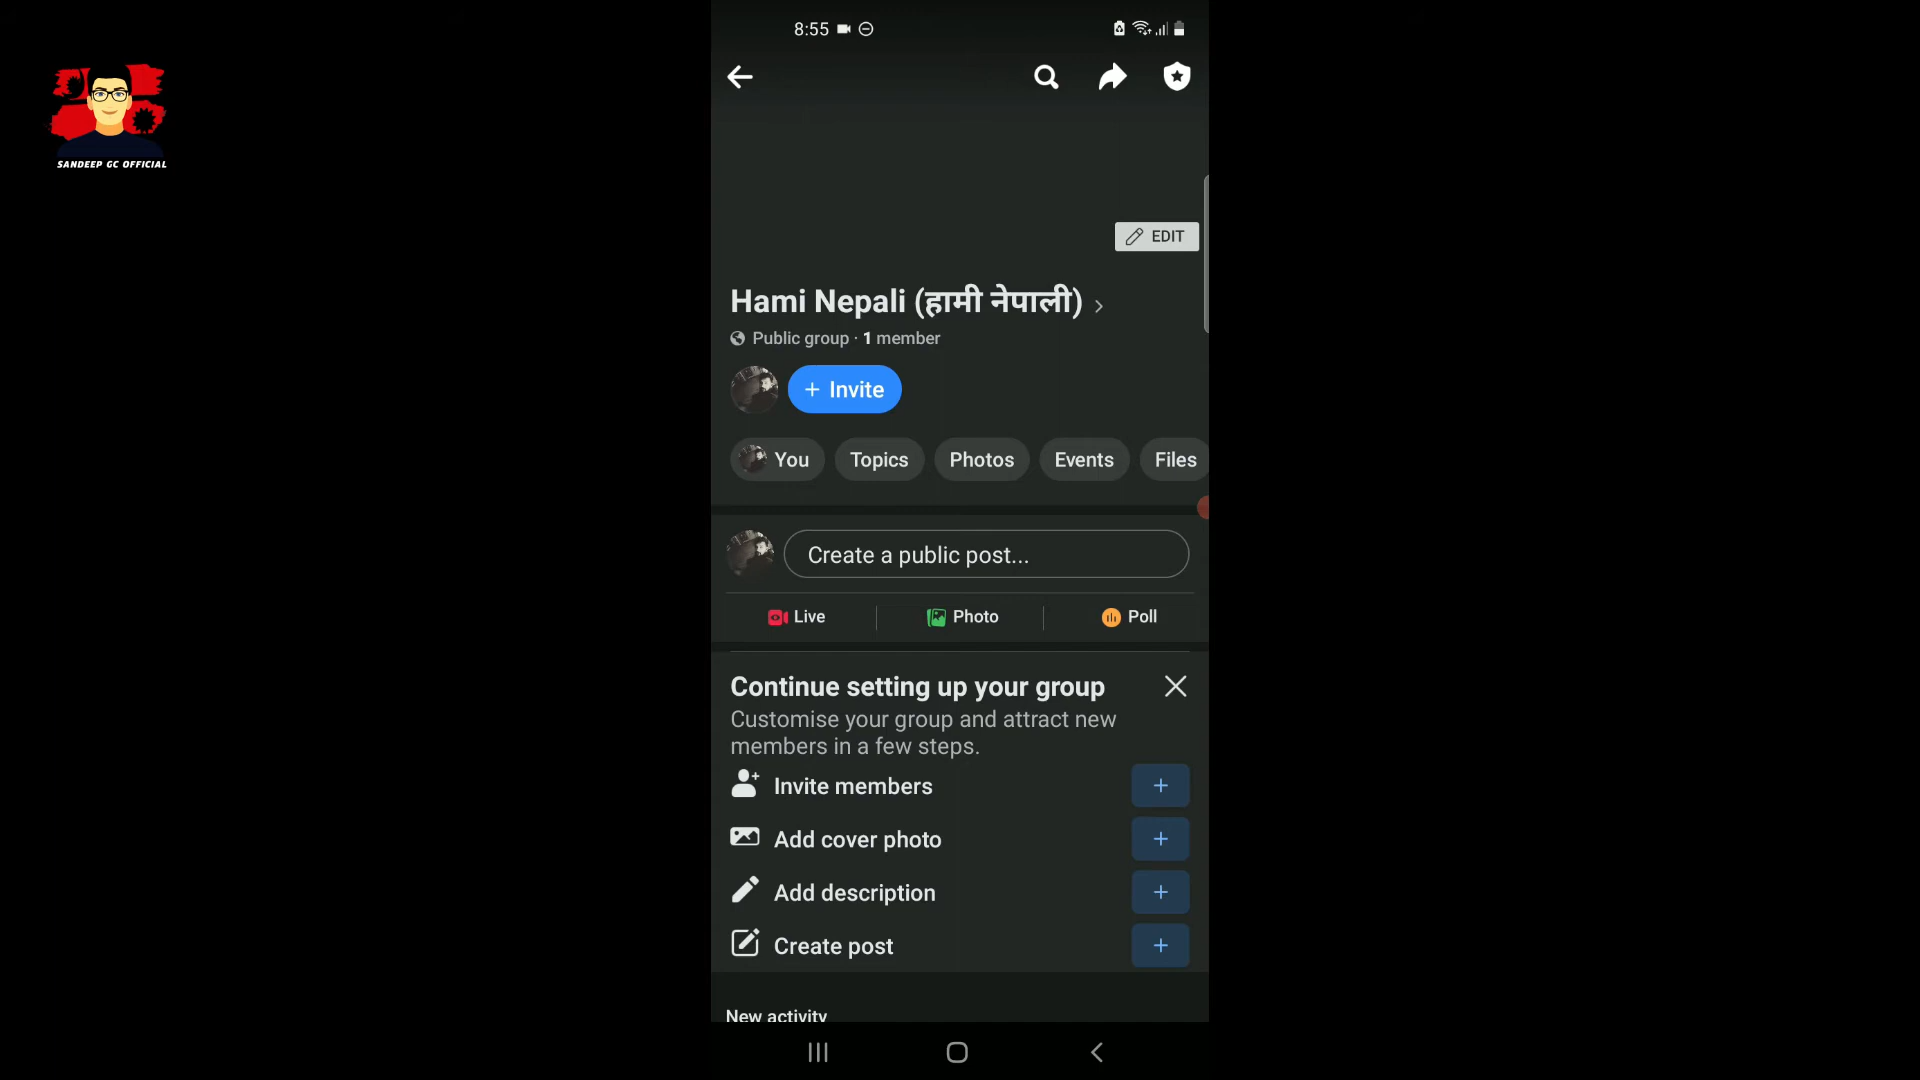 8:55
SANDEEP GC OFFICIAL
EDIT
Hami Nepali (हामी नेपाली)
Public group · 1 member
+ Invite
You
Topics
Photos
Events
Files
Create a public post...
Live
Photo
Poll
Continue setting up your group
Customise your group and attract new
members in a few steps.
Invite members
Add cover photo
Add description
Create post
New activity